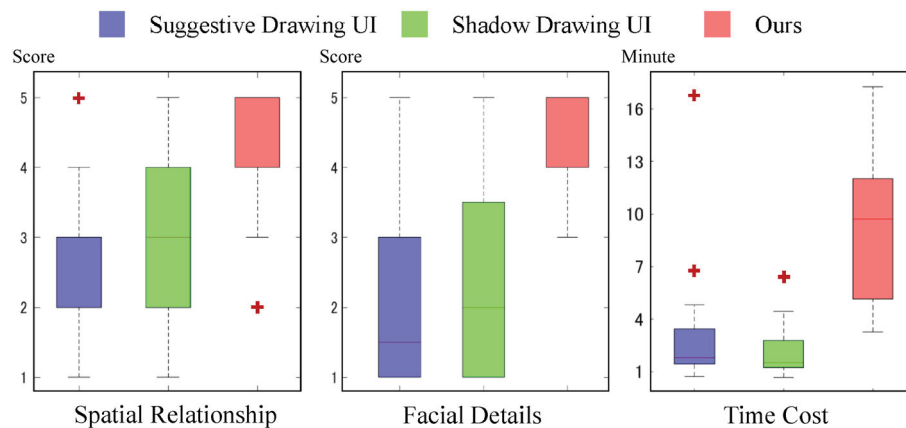 Suggestive Drawing UI Shadow Drawing UI Ours
Score Score Minute
5 5 16
4 4 13
3 3 10
2 2 7
1 1 4
1
Spatial Relationship Facial Details Time Cost